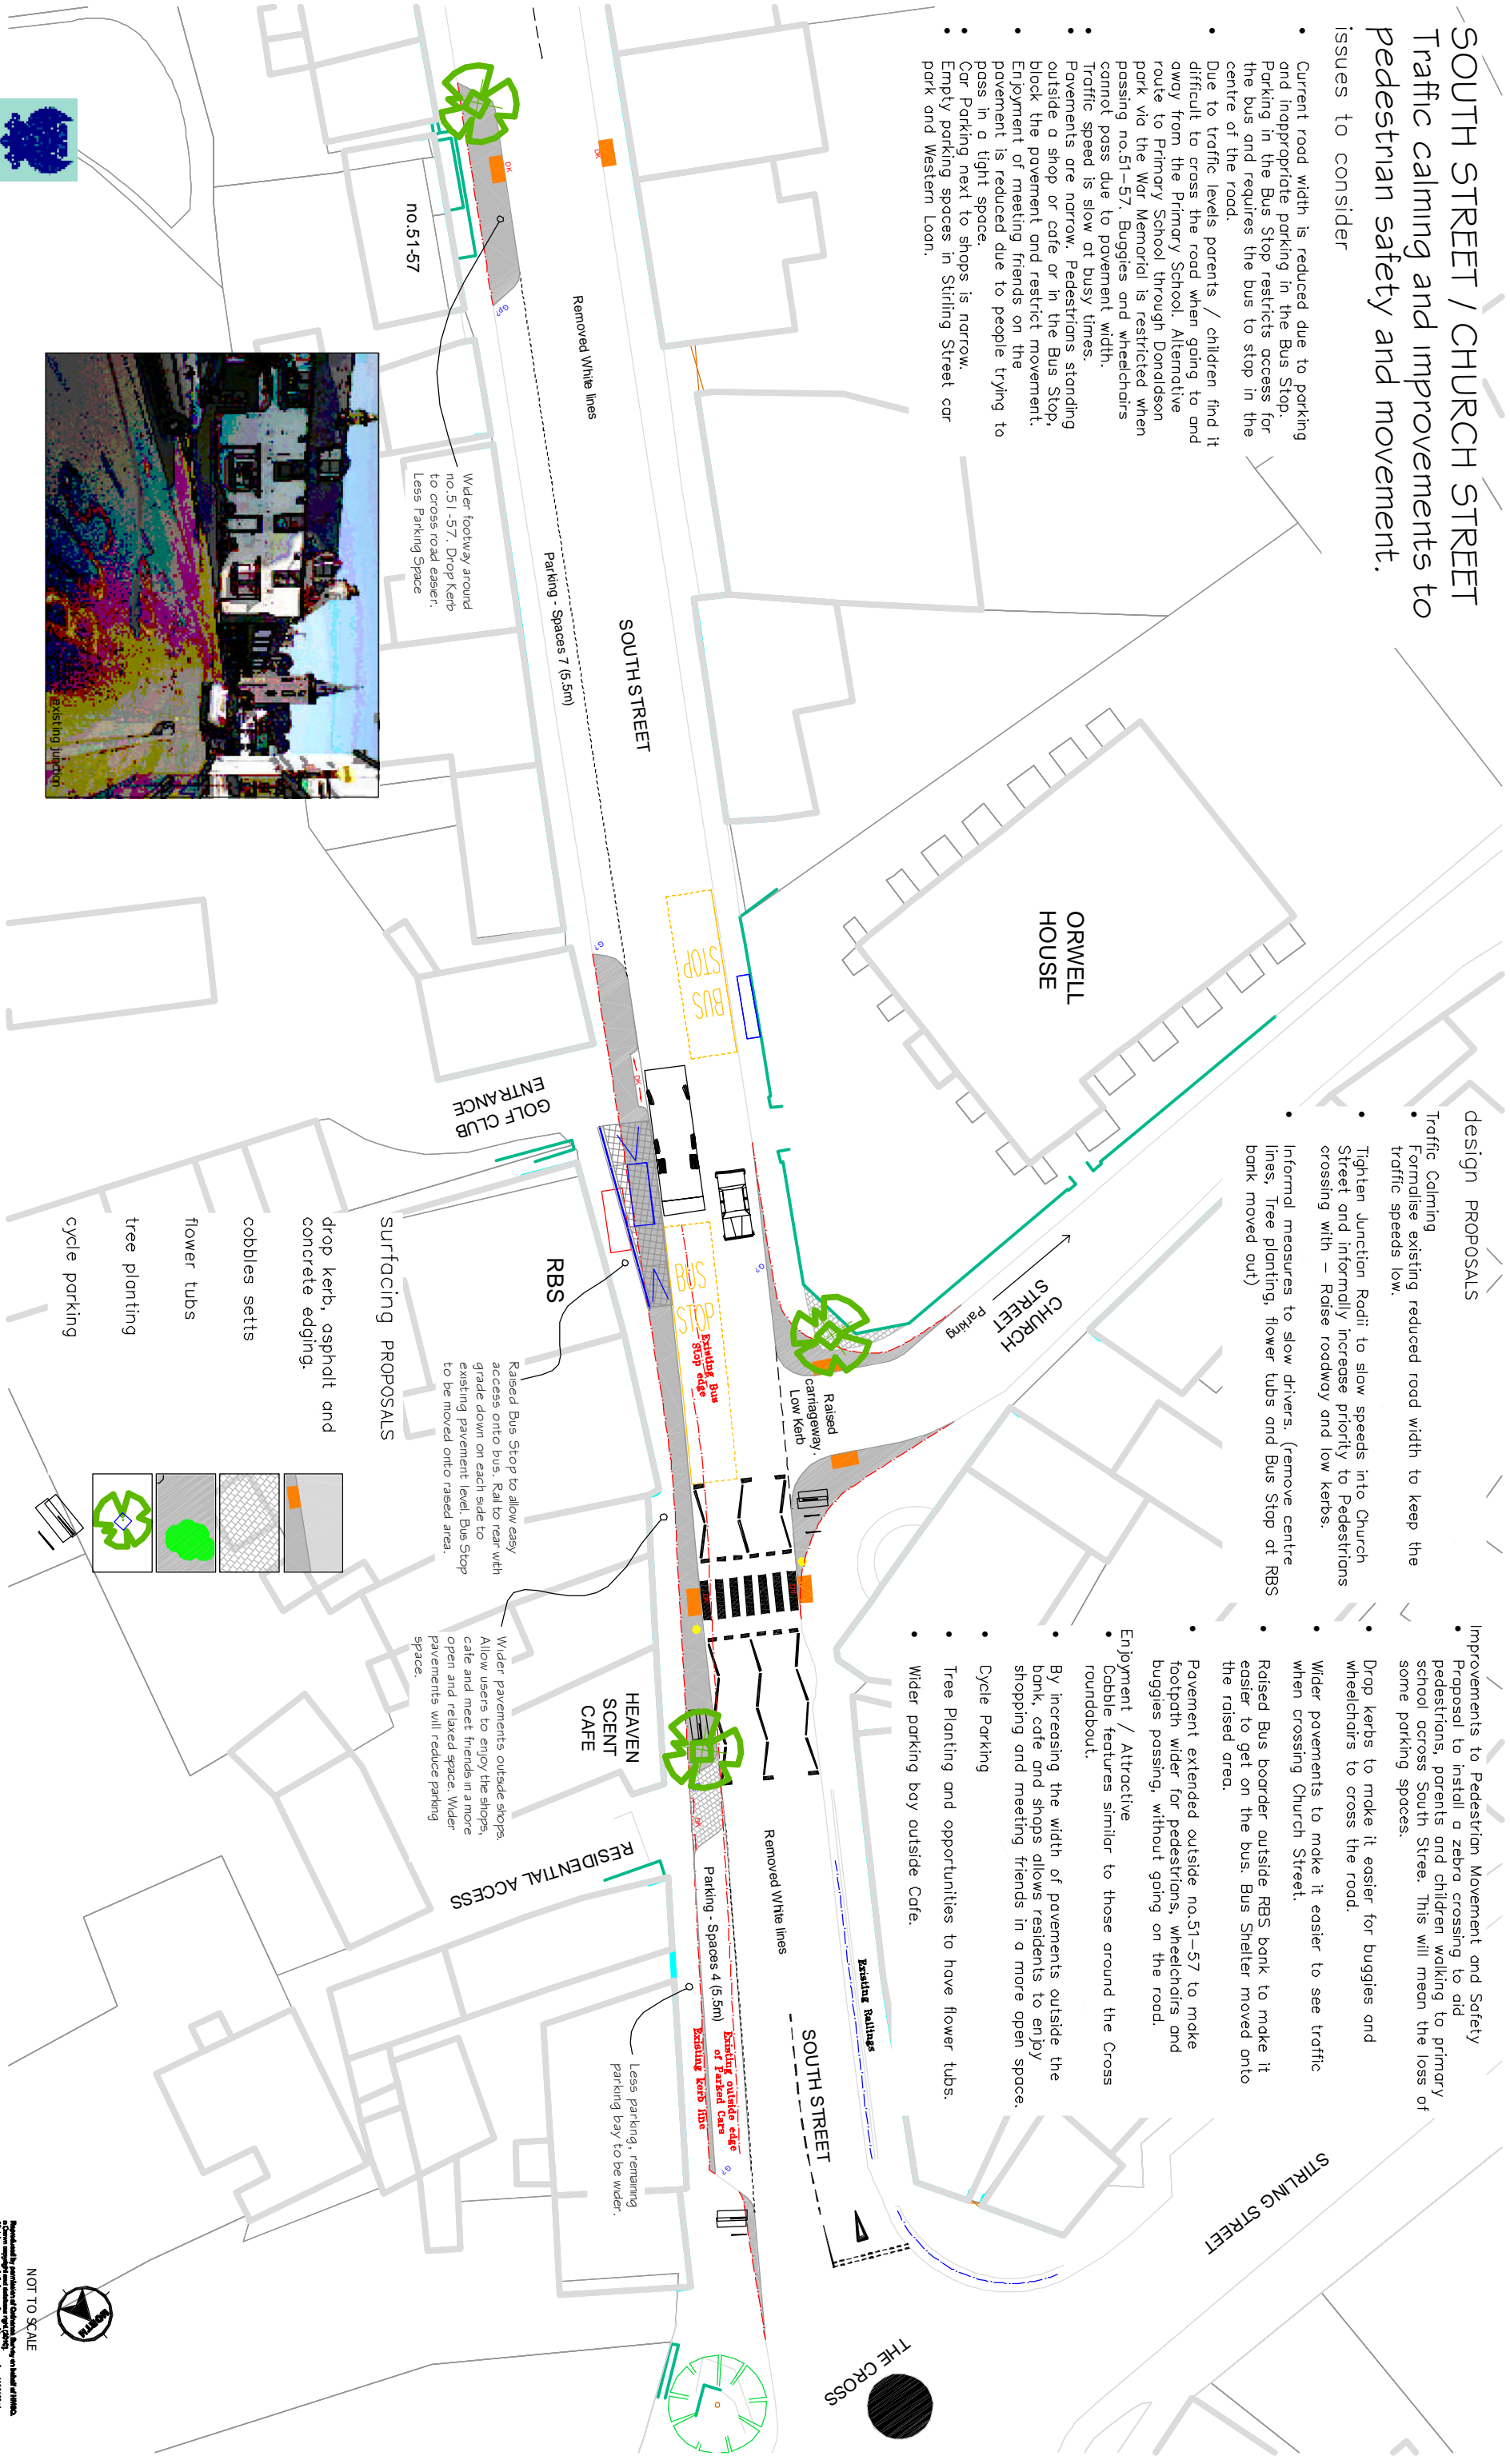 SOUTH STREET / CHURCH STREET
Traffic calming and improvements to
pedestrian safety and movement.
issues to consider
• Current road width is reduced due to parking
and inappropriate parking in the Bus Stop.
Parking in the Bus Stop restricts access for
the bus and requires the bus to stop in the
centre of the road.
• Due to traffic levels parents / children find it
difficult to cross the road when going to and
away from the Primary School. Alternative
route to Primary School through Donaldson
park via the War Memorial is restricted when
passing no.51-57. Buggies and wheelchairs
cannot pass due to pavement width.
• Traffic speed is slow at busy times.
• Pavements are narrow. Pedestrians standing
outside a shop or cafe or in the Bus Stop,
block the pavement and restrict movement.
• Enjoyment of meeting friends on the
pavement is reduced due to people trying to
pass in a tight space.
• Car Parking next to shops is narrow.
• Empty parking spaces in Stirling Street car
park and Western Loan.
design PROPOSALS
Traffic Calming
• Formalise existing reduced road width to keep the
traffic speeds low.
• Tighten Junction Radii to slow speeds into Church
Street and informally increase priority to Pedestrians
crossing with – Raise roadway and low kerbs.
• Informal measures to slow drivers. (remove centre
lines, Tree planting, flower tubs and Bus Stop at RBS
bank moved out)
Improvements to Pedestrian Movement and Safety
• Proposal to install a zebra crossing to aid
pedestrians, parents and children walking to primary
school across South Stree. This will mean the loss of
some parking spaces.
• Drop kerbs to make it easier for buggies and
wheelchairs to cross the road.
• Wider pavements to make it easier to see traffic
when crossing Church Street.
• Raised Bus boarder outside RBS bank to make it
easier to get on the bus. Bus Shelter moved onto
the raised area.
• Pavement extended outside no.51-57 to make
footpath wider for pedestrians, wheelchairs and
buggies passing, without going on the road.
Enjoyment / Attractive
• Cobble features similar to those around the Cross
roundabout.
• By increasing the width of pavements outside the
bank, cafe and shops allows residents to enjoy
shopping and meeting friends in a more open space.
• Cycle Parking
• Tree Planting and opportunities to have flower tubs.
• Wider parking bay outside Cafe.
ORWELL
HOUSE
CHURCH
STREET
Parking
Raised
carriageway.
Low Kerb
STIRLING STREET
THE CROSS
SOUTH STREET
Existing Railings
Removed White lines
Parking - Spaces 4 (5.5m)
Existing outside edge
of Parked Cars
Existing kerb line
Less parking, remaining
parking bay to be wider.
RESIDENTIAL ACCESS
HEAVEN
SCENT
CAFE
Wider pavements outside shops.
Allow users to enjoy the shops,
cafe and meet friends in a more
open and relaxed space. Wider
pavements will reduce parking
space.
BUS
STOP
BUS
STOP
Existing Bus
Stop edge
Raised Bus Stop to allow easy
access onto bus. Rail to rear with
grade down on each side to
existing pavement level. Bus Stop
to be moved onto raised area.
RBS
GOLF CLUB
ENTRANCE
SOUTH STREET
Removed White lines
Parking - Spaces 7 (5.5m)
Wider footway around
no.51-57. Drop Kerb
to cross road easier.
Less Parking Space
no.51-57
DK
DK
DK
existing junction
surfacing PROPOSALS
drop kerb, asphalt and
concrete edging.
cobbles setts
flower tubs
tree planting
cycle parking
NORTH
NOT TO SCALE